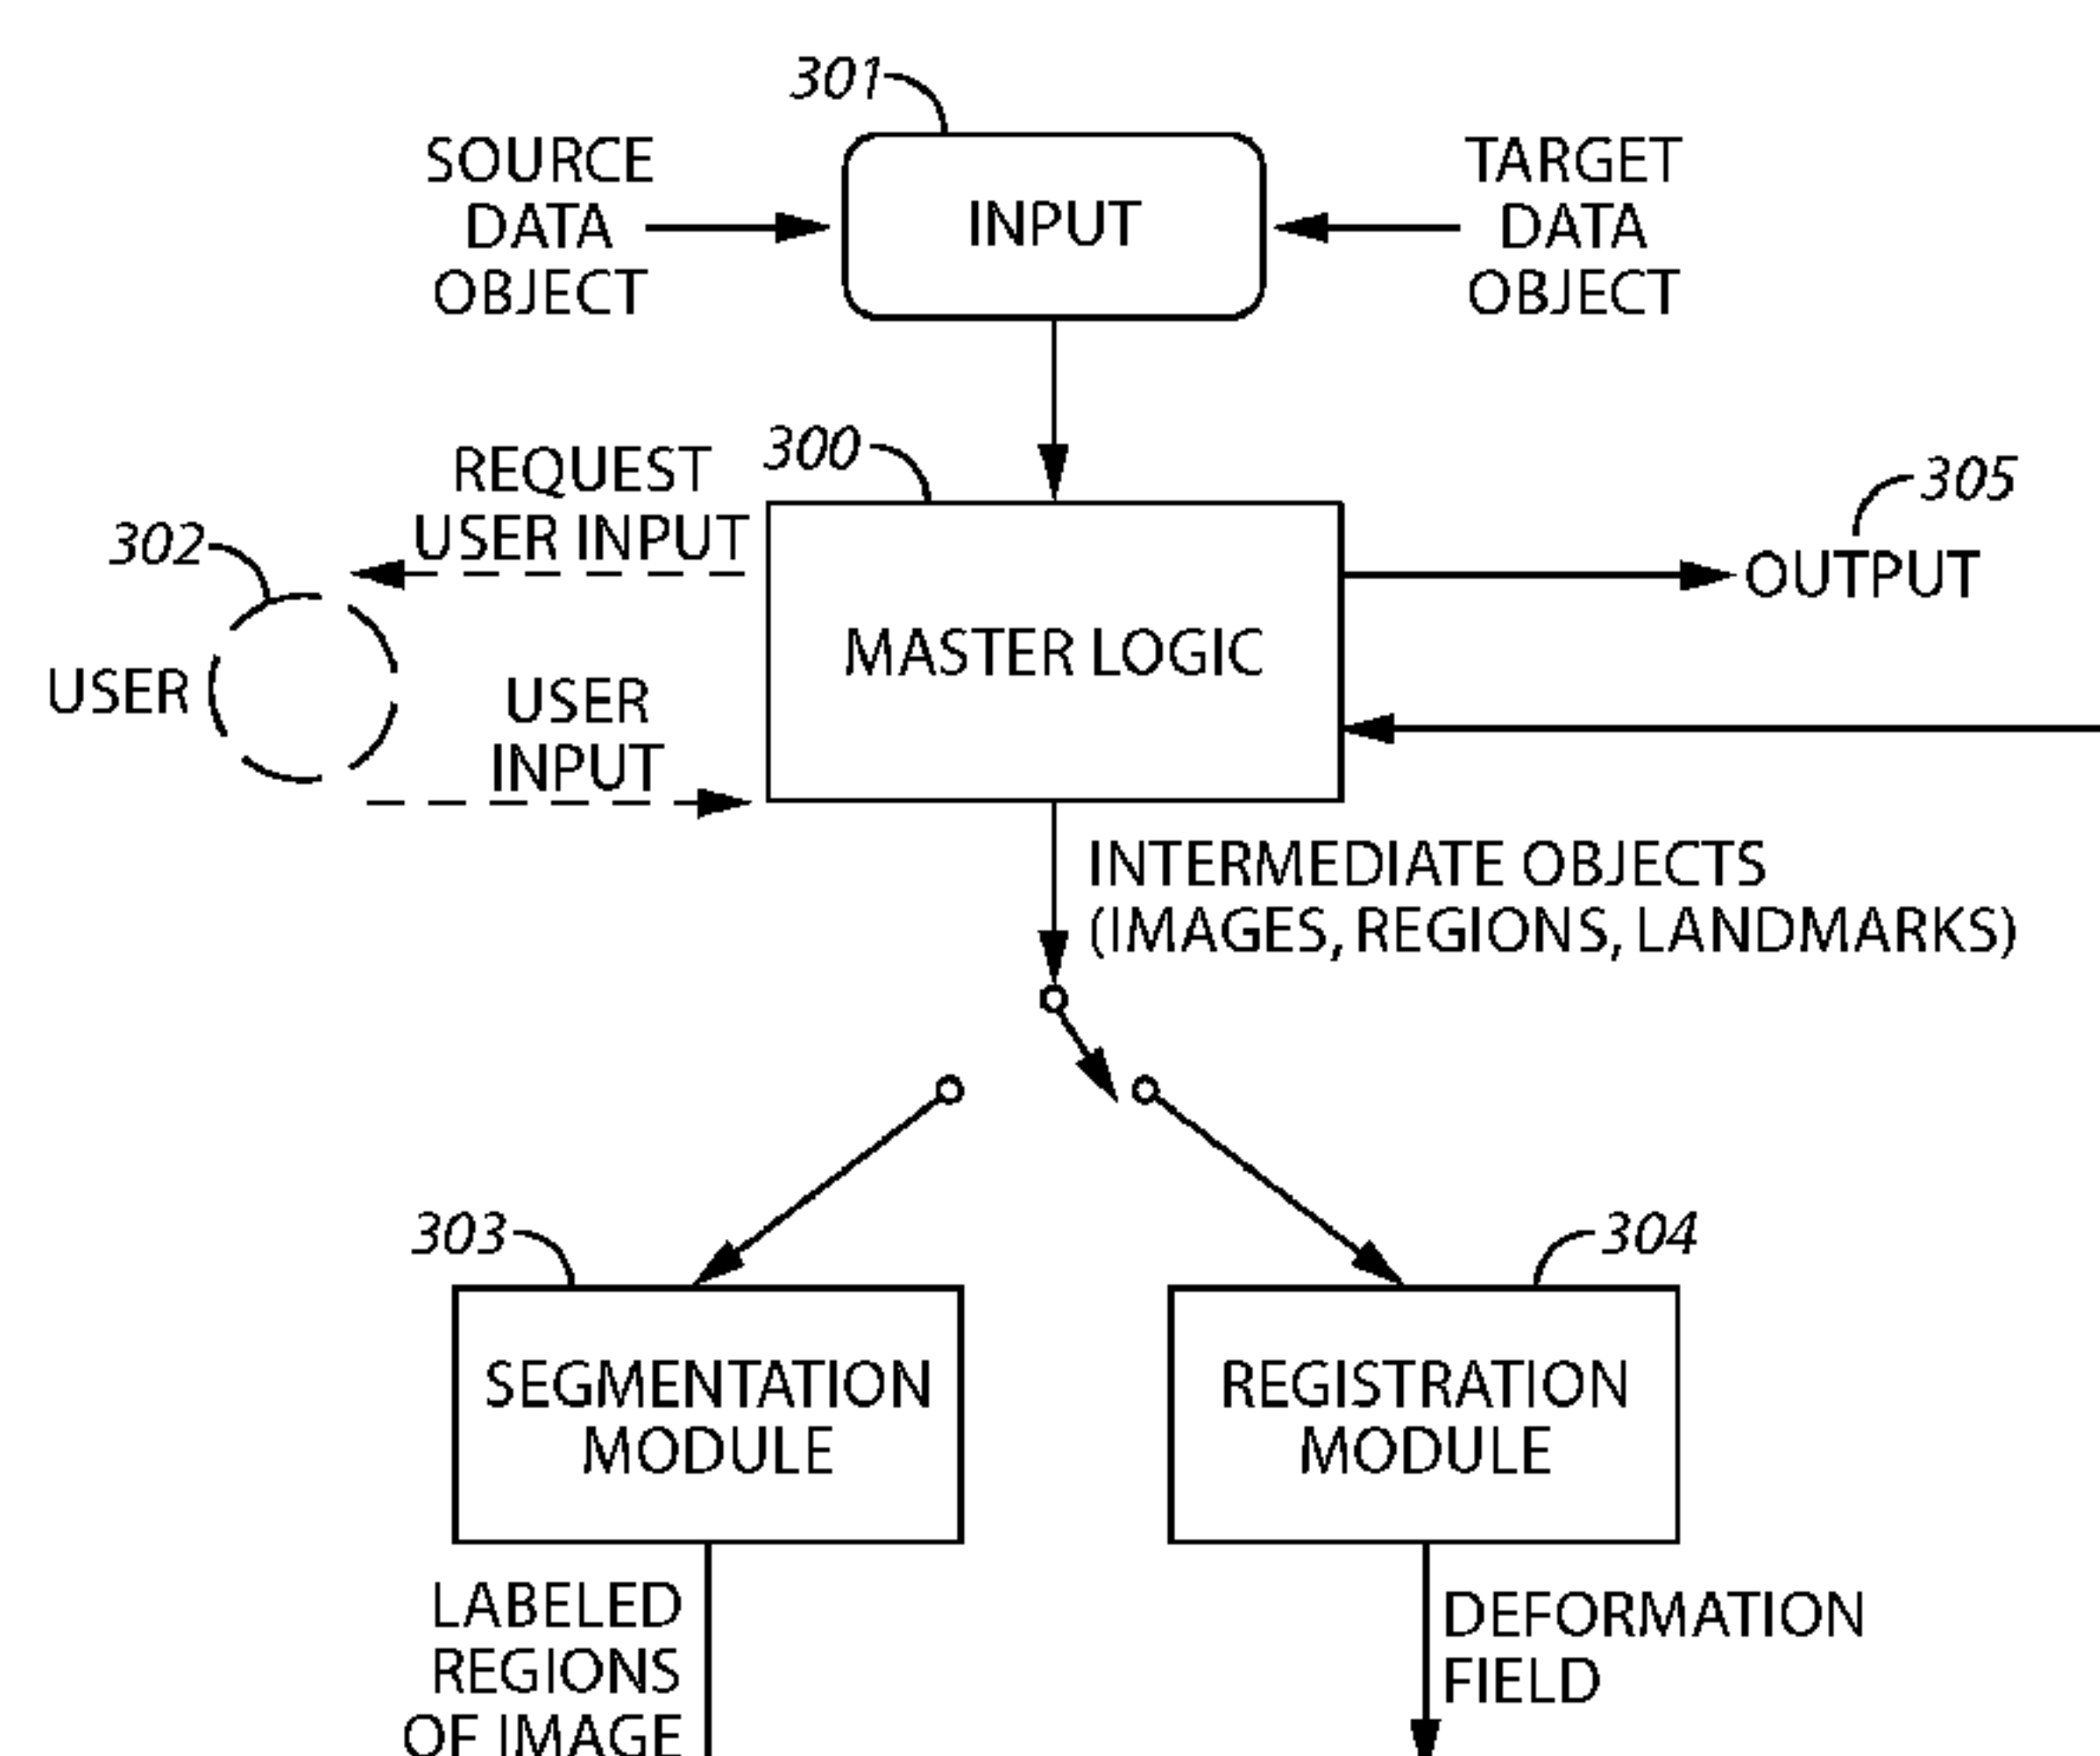 301
SOURCE
DATA
OBJECT
INPUT
TARGET
DATA
OBJECT
300
REQUEST
USER INPUT
302
305
OUTPUT
MASTER LOGIC
USER
USER
INPUT
INTERMEDIATE OBJECTS
(IMAGES, REGIONS, LANDMARKS)
303
304
SEGMENTATION
MODULE
REGISTRATION
MODULE
LABELED
REGIONS
OF IMAGE
DEFORMATION
FIELD